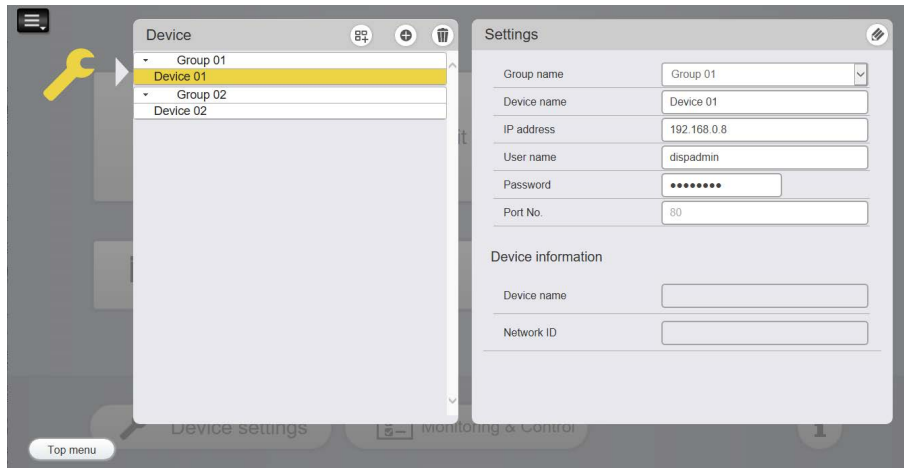 Device
Group 01
Device 01
Group 02
Device 02
Settings
Group name
Group 01
Device name
Device 01
IP address
192.168.0.8
User name
dispadmin
Password
••••••••
Port No.
80
Device information
Device name
Network ID
it
Device settings
Monitoring & Control
Top menu